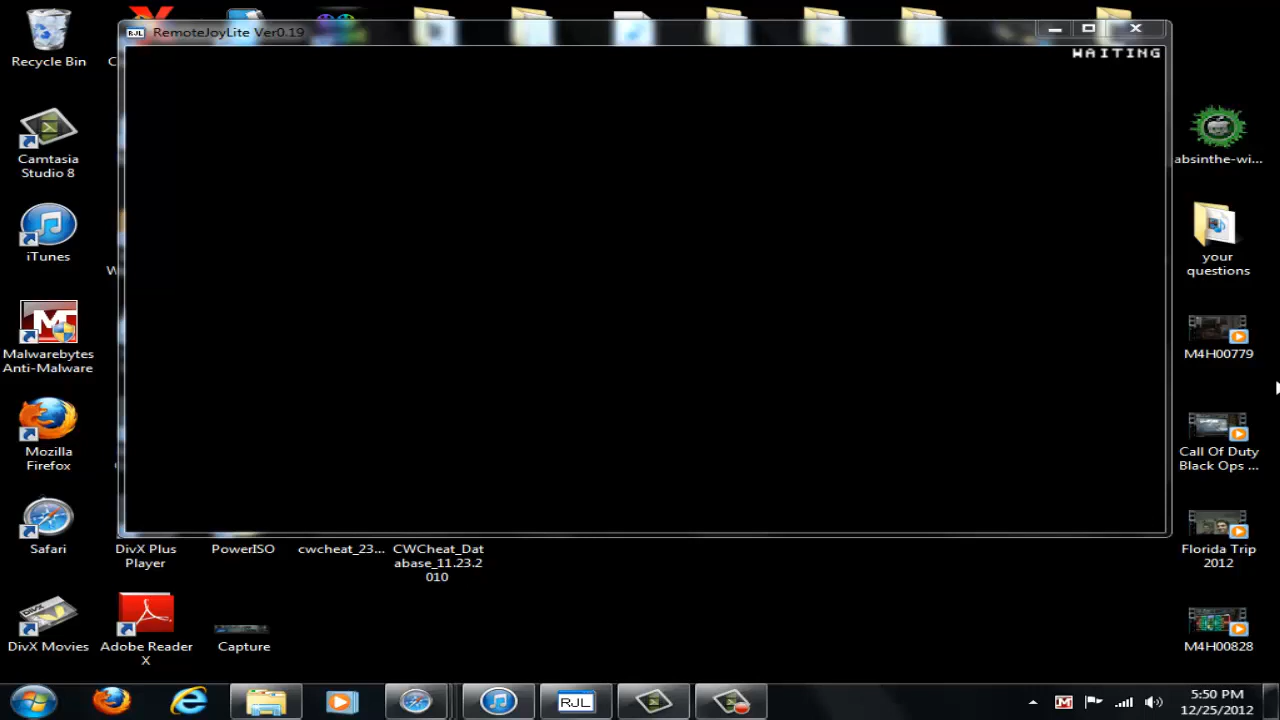 RJL RemoteJoyLite Ver0.19
WAITING
Recycle Bin
Camtasia
Studio 8
iTunes
Malwarebytes
Anti-Malware
Mozilla
Firefox
Safari
DivX Movies
DivX Plus
Player
Adobe Reader
X
PowerISO
Capture
cwcheat_23...
CWCheat_Dat
abase_11.23.2
010
absinthe-wi...
your
questions
M4H00779
Call Of Duty
Black Ops ...
Florida Trip
2012
M4H00828
RJL
5:50 PM
12/25/2012